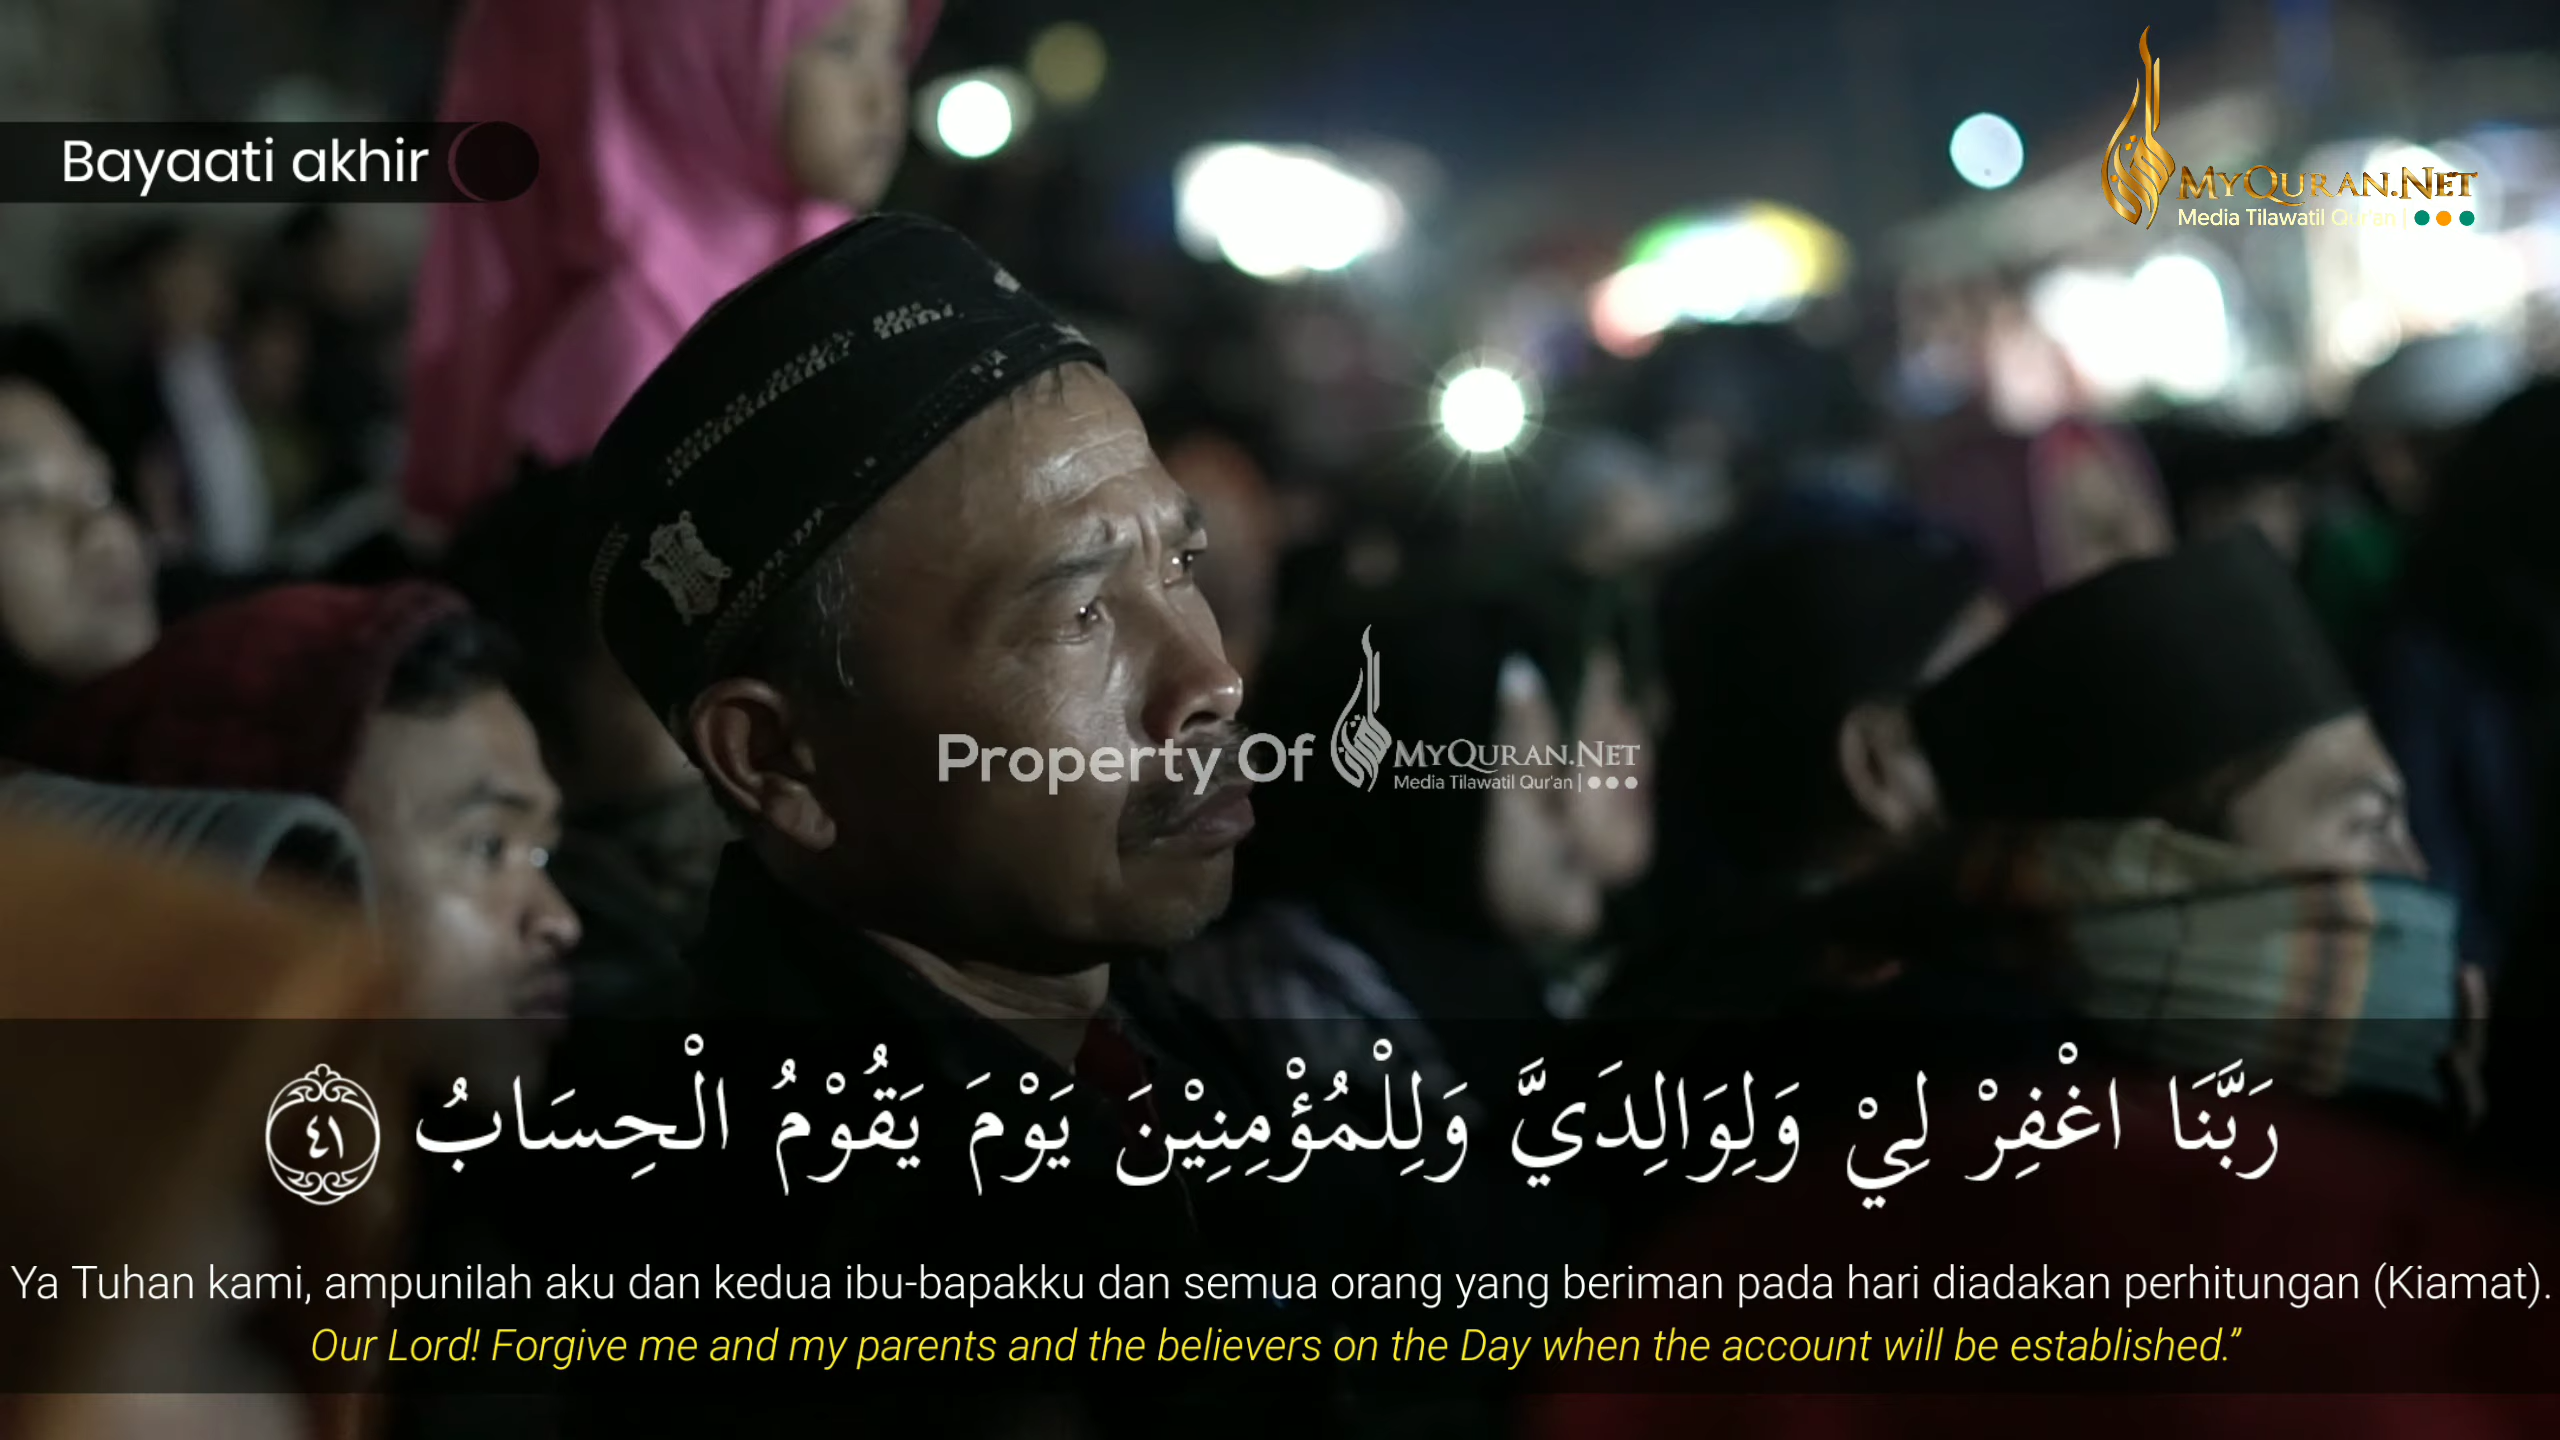 Bayaati akhir
MYQURAN.NET
Media Tilawatil Qur'an |
Property Of MYQURAN.NET
Media Tilawatil Qur'an |
رَبَّنَا اغْفِرْ لِيْ وَلِوَالِدَيَّ وَلِلْمُؤْمِنِيْنَ يَوْمَ يَقُوْمُ الْحِسَابُ ٤١
Ya Tuhan kami, ampunilah aku dan kedua ibu-bapakku dan semua orang yang beriman pada hari diadakan perhitungan (Kiamat).
Our Lord! Forgive me and my parents and the believers on the Day when the account will be established.”